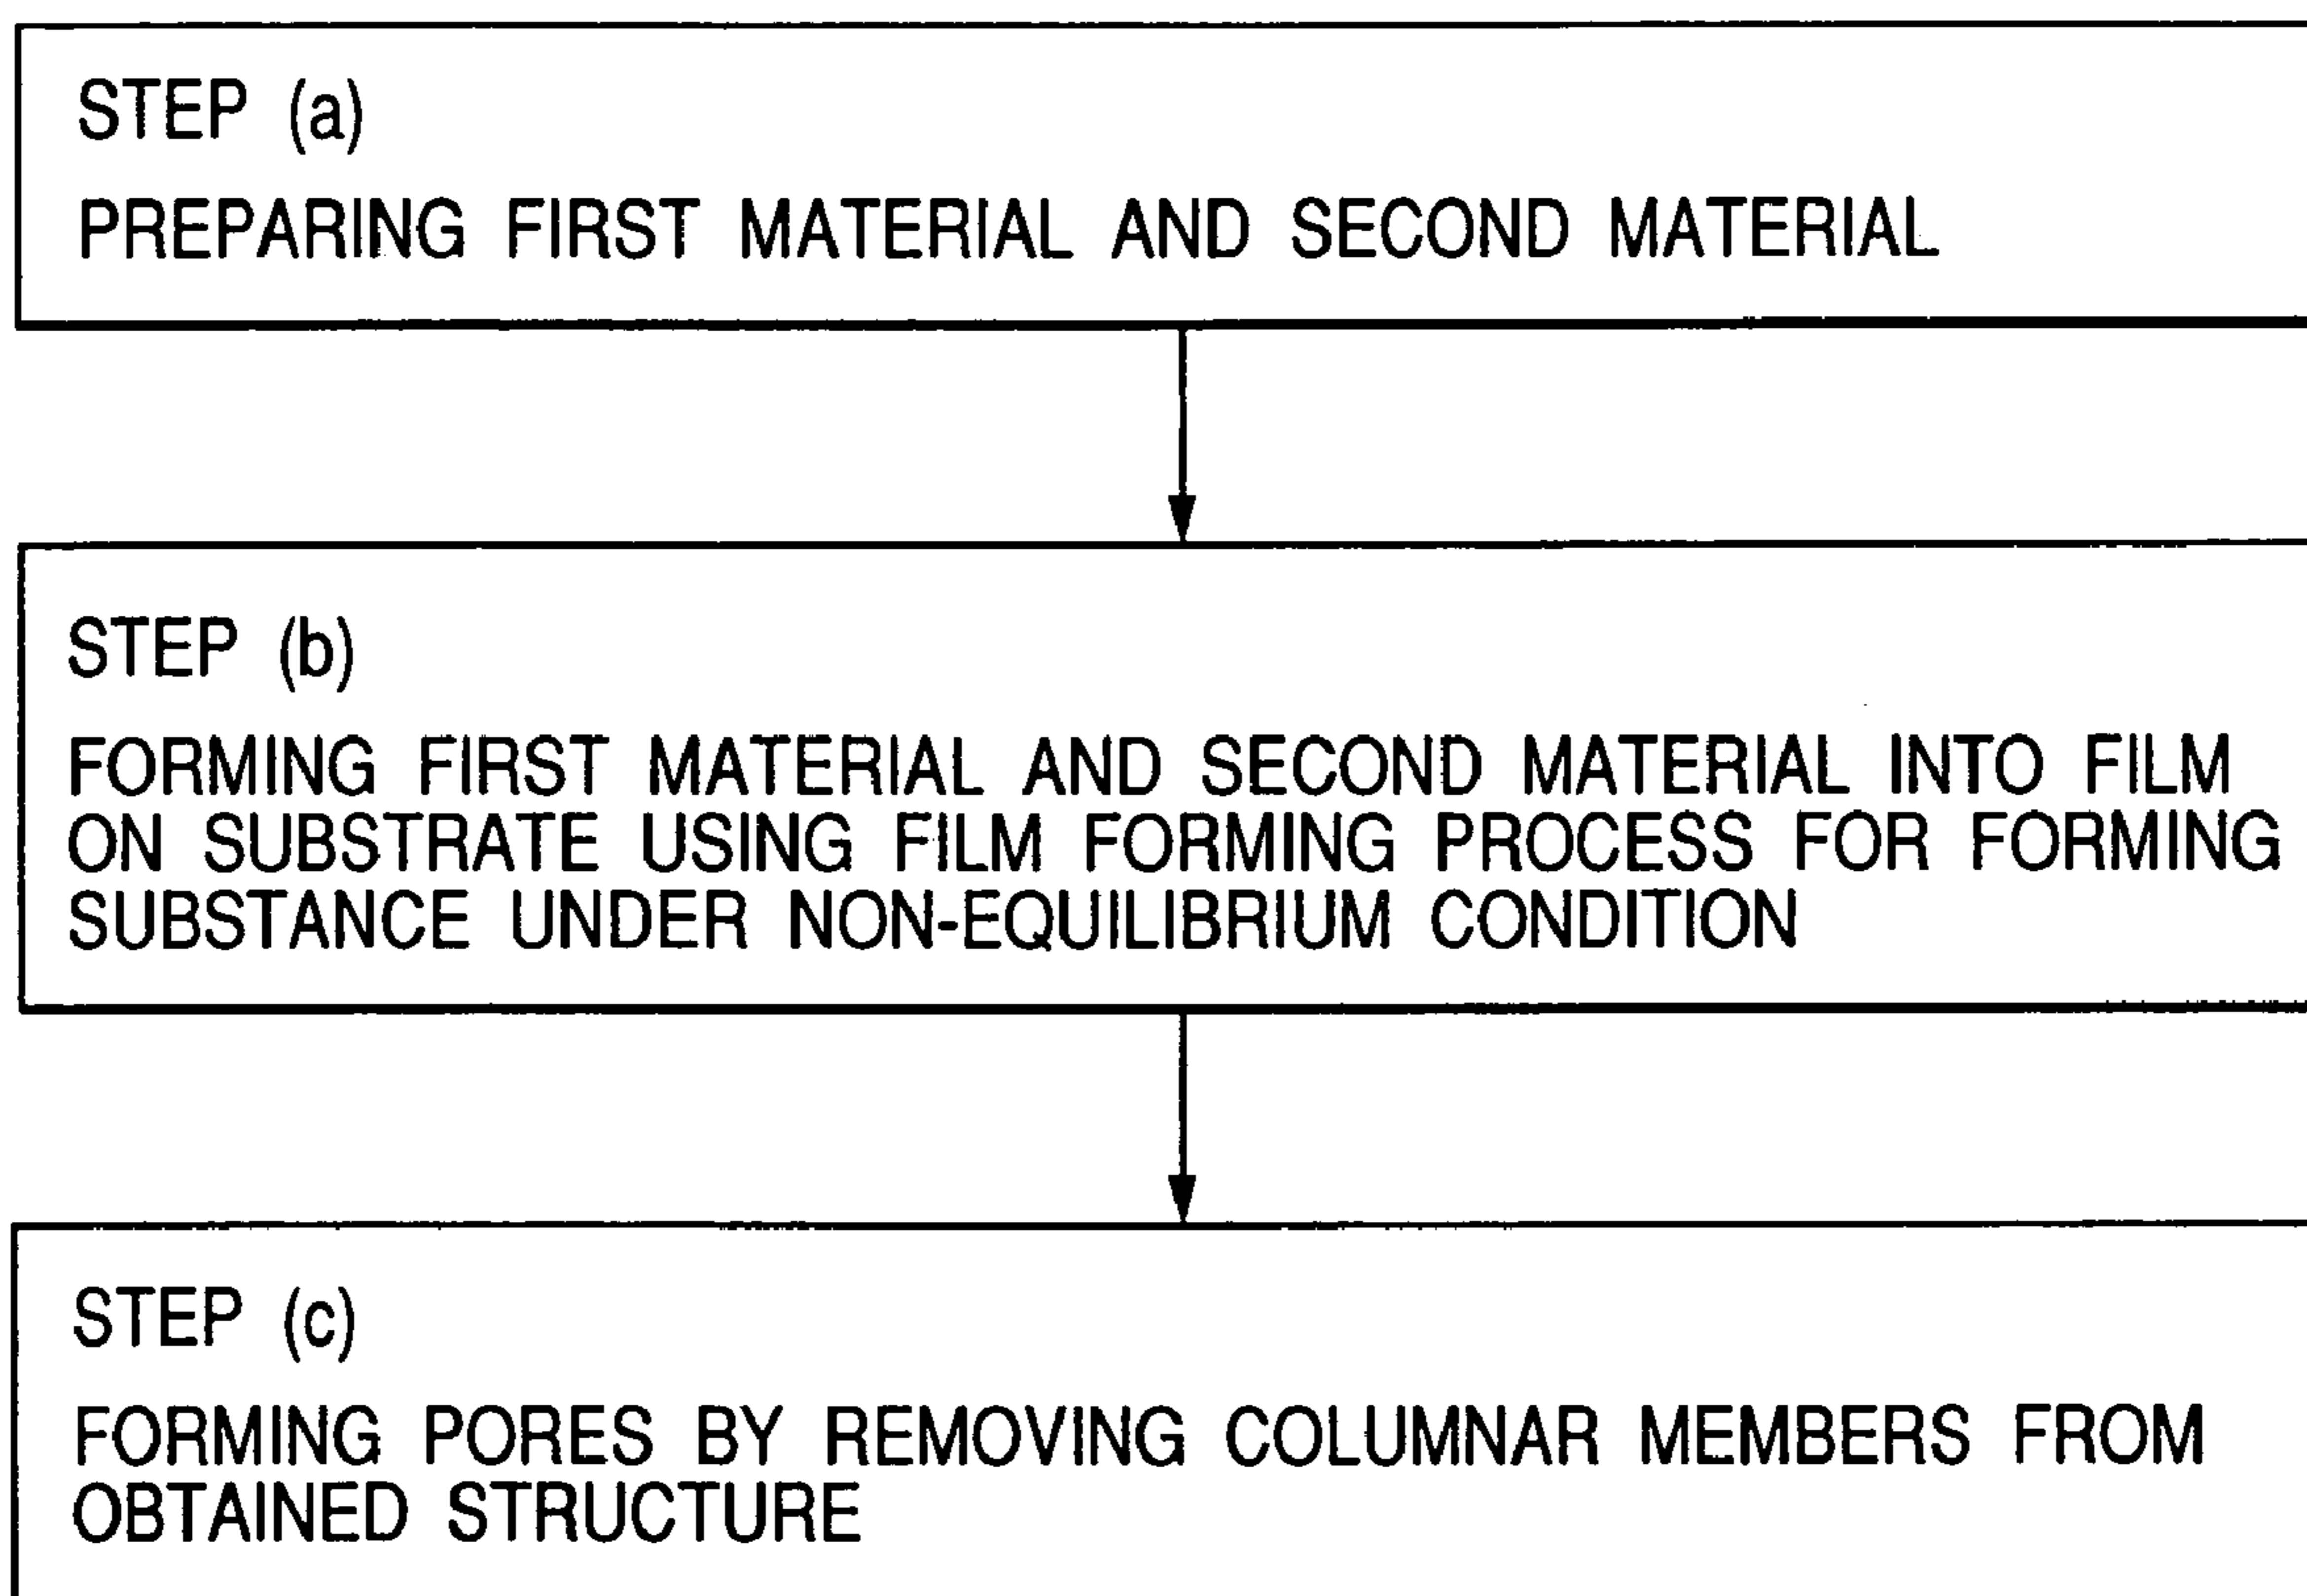 STEP (a)
PREPARING FIRST MATERIAL AND SECOND MATERIAL
STEP (b)
FORMING FIRST MATERIAL AND SECOND MATERIAL INTO FILM
ON SUBSTRATE USING FILM FORMING PROCESS FOR FORMING
SUBSTANCE UNDER NON-EQUILIBRIUM CONDITION
STEP (c)
FORMING PORES BY REMOVING COLUMNAR MEMBERS FROM
OBTAINED STRUCTURE